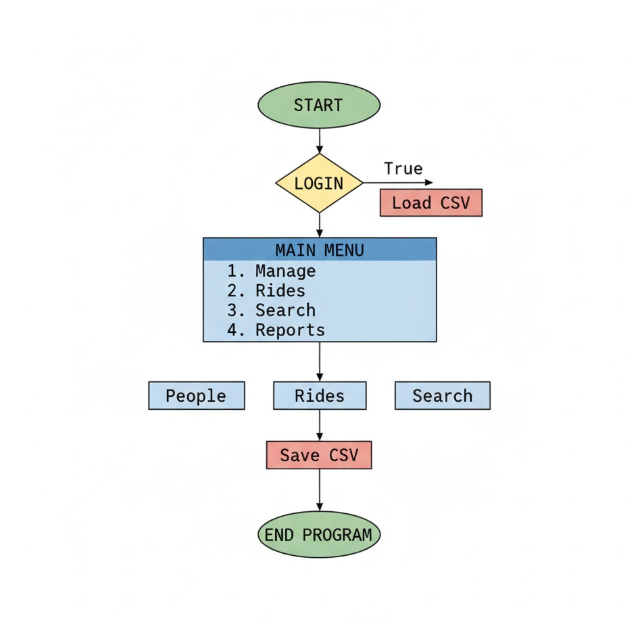 START
LOGIN
True
Load CSV
MAIN MENU
1. Manage
2. Rides
3. Search
4. Reports
People
Rides
Search
Save CSV
END PROGRAM